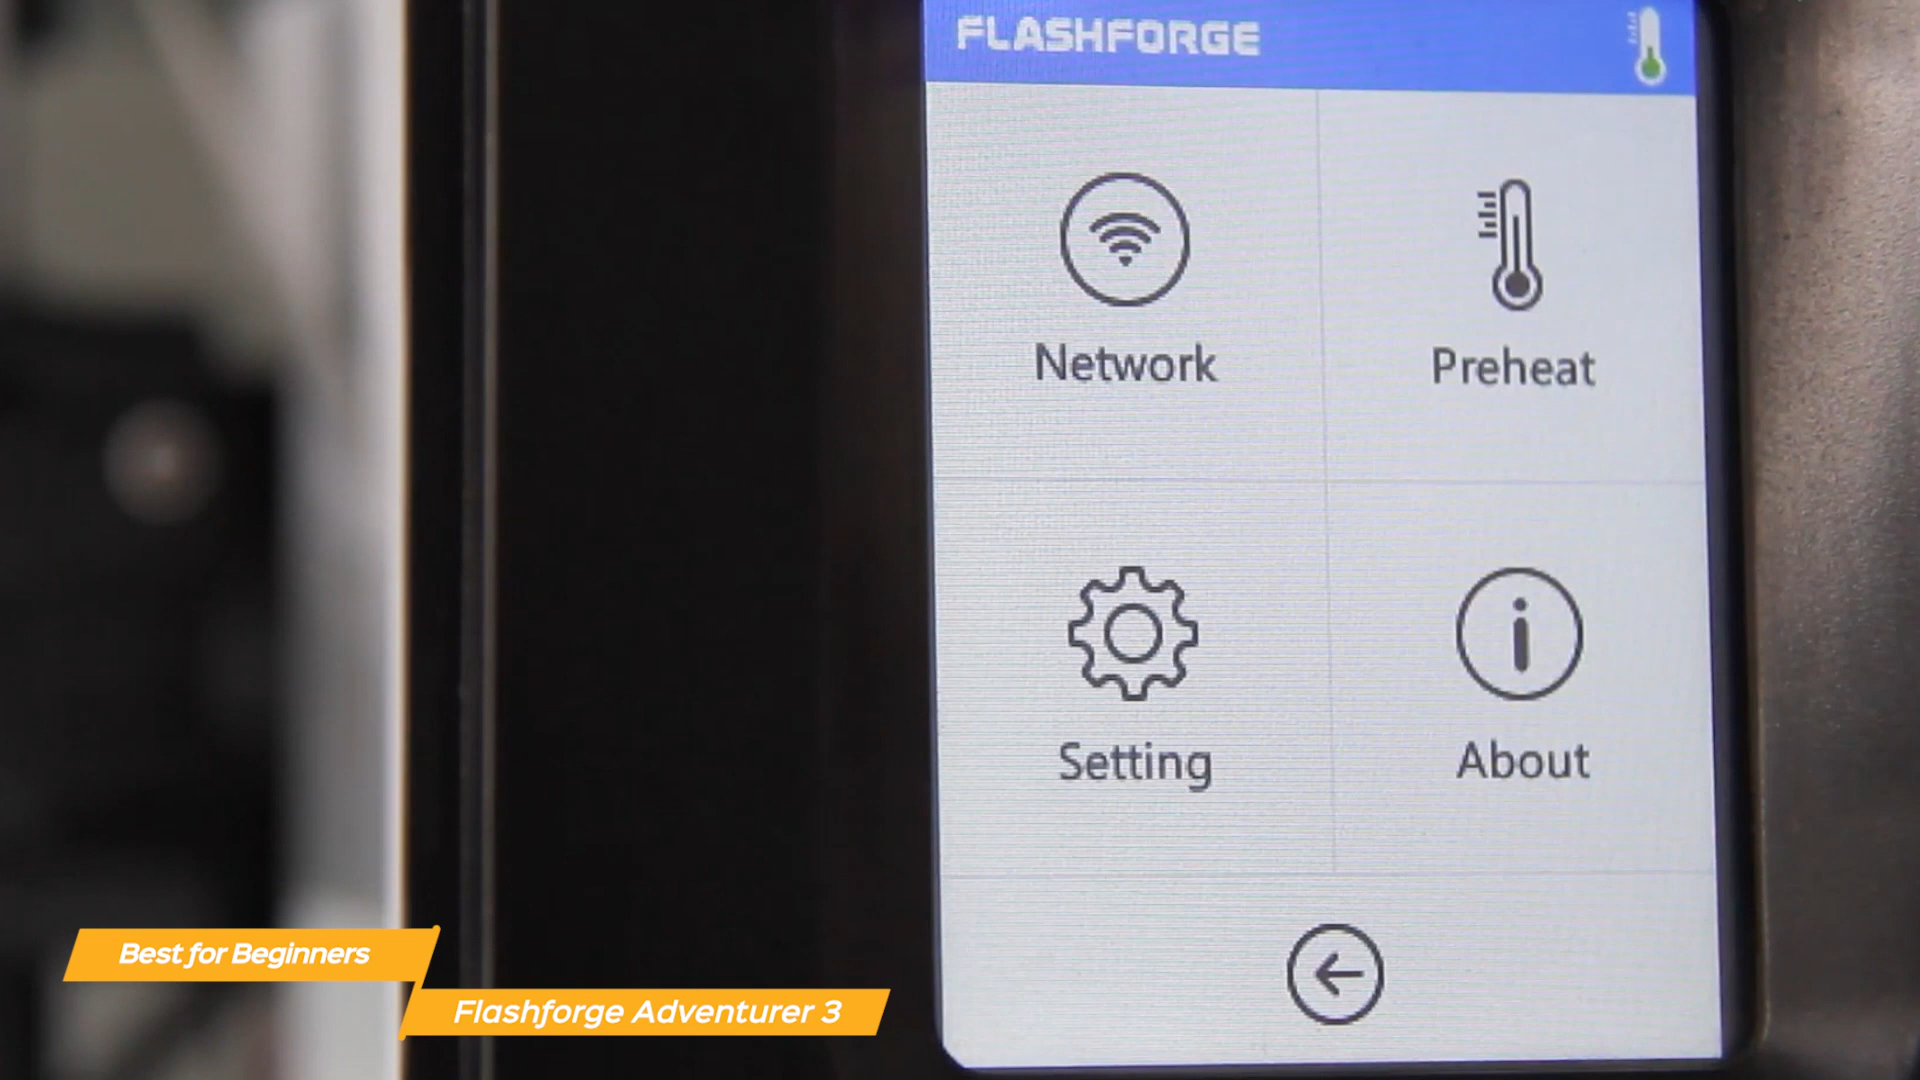 FLASHFORGE
Network
Preheat
Setting
About
Best for Beginners
Flashforge Adventurer 3